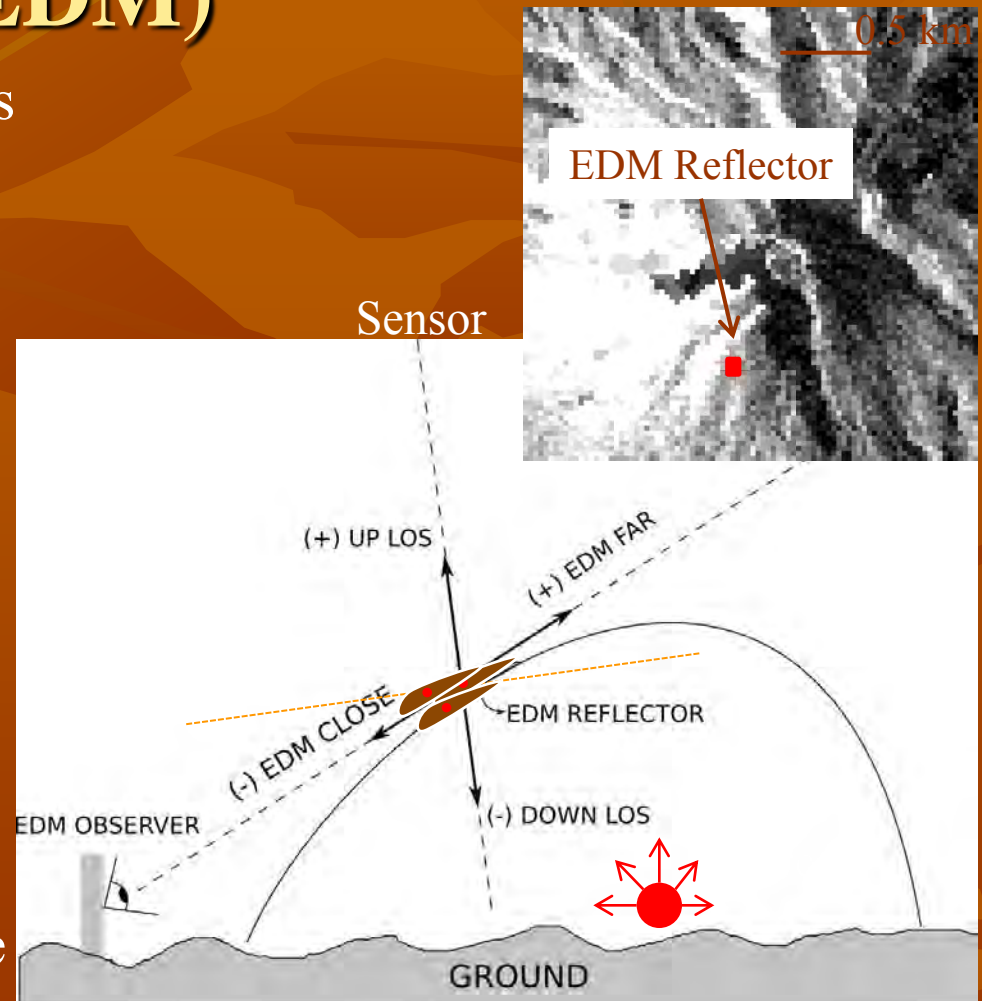 EDM)
s
0.5 km
EDM Reflector
Sensor
(+) UP LOS
(+) EDM FAR
EDM REFLECTOR
(-) EDM CLOSE
(-) DOWN LOS
EDM OBSERVER
e
GROUND